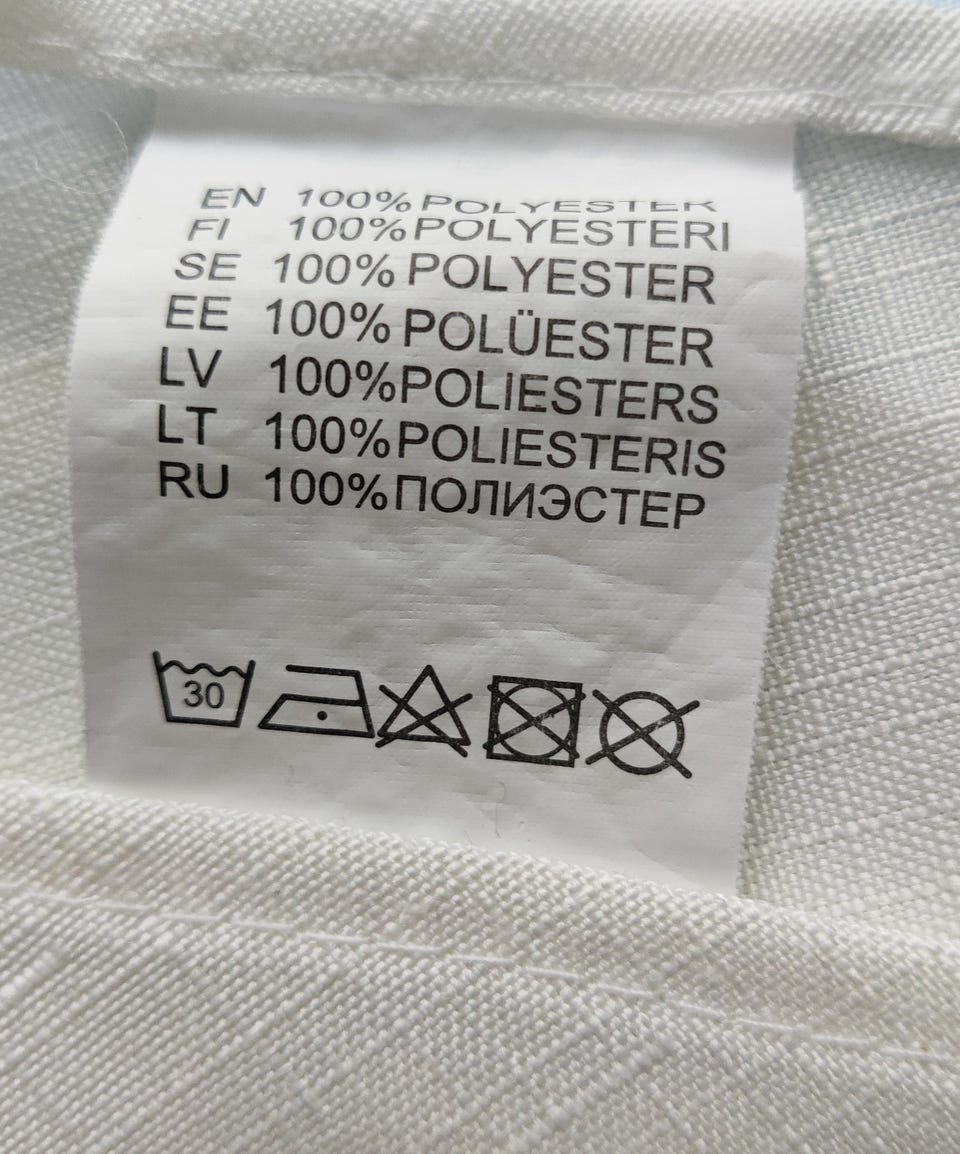 EN 100% POLYESTER
FI 100% POLYESTERI
SE 100% POLYESTER
EE 100% POLÜESTER
LV 100% POLIESTERS
LT 100% POLIESTERIS
RU 100% ПОЛИЭСТЕР
30